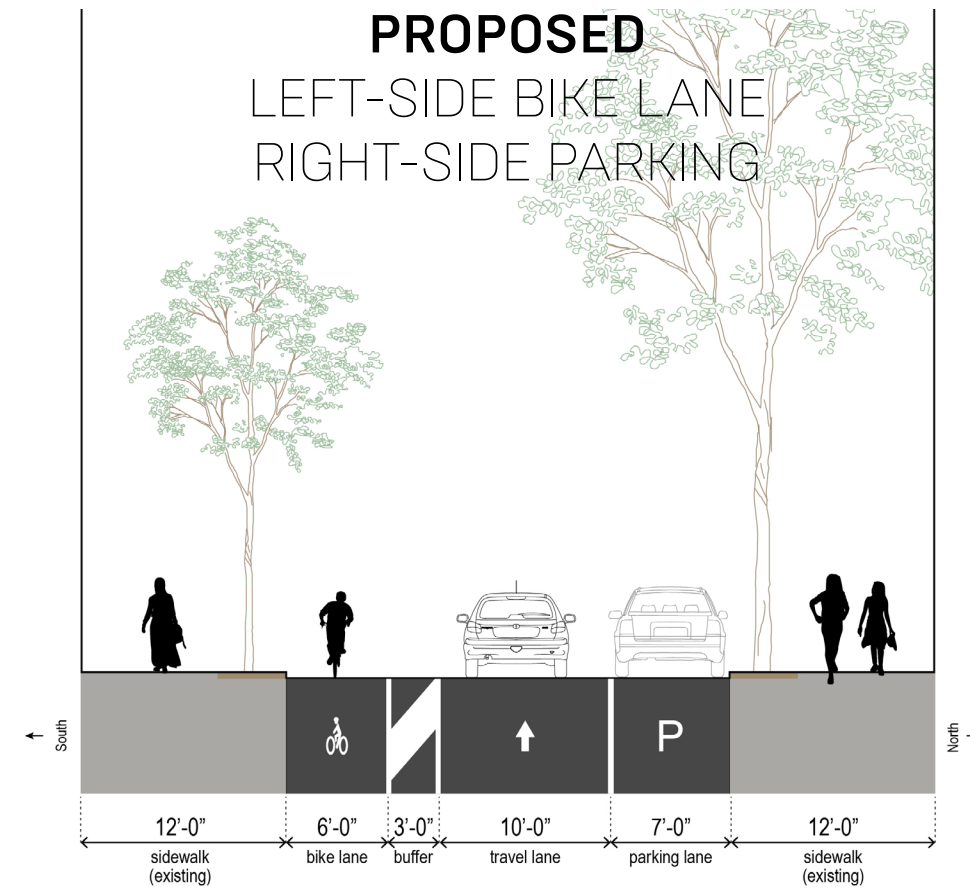 PROPOSED
LEFT-SIDE BIKE LANE
RIGHT-SIDE PARKING
South
North
P
12'-0”
6'-0”
3'-0”
10'-0”
7'-0”
12'-0”
sidewalk
(existing)
bike lane
buffer
travel lane
parking lane
sidewalk
(existing)